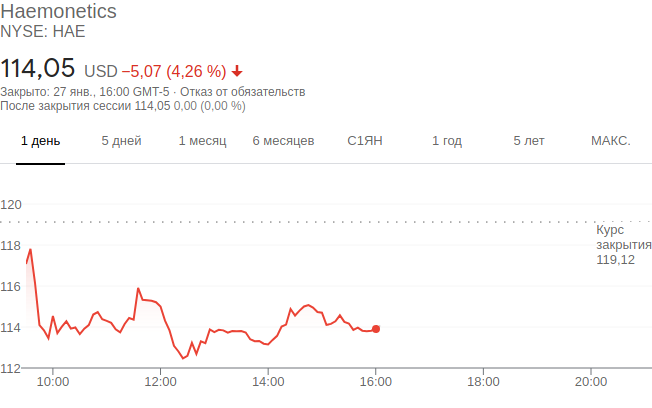 Haemonetics
NYSE: HAE
114,05 USD −5,07 (4,26 %)
Закрыто: 27 янв., 16:00 GMT-5 · Отказ от обязательств
После закрытия сессии 114,05 0,00 (0,00 %)
1 день 5 дней 1 месяц 6 месяцев С1ЯН 1 год 5 лет МАКС.
120
118
116
114
112
Курс
закрытия
119,12
10:00 12:00 14:00 16:00 18:00 20:00